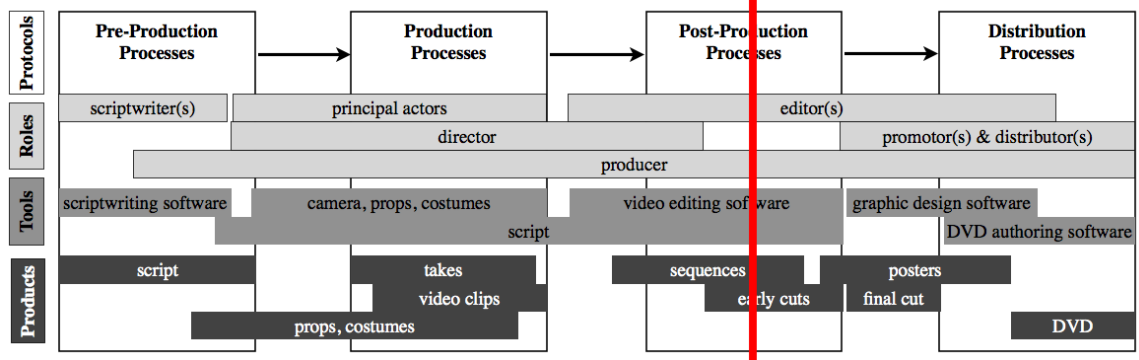 Protocols
Pre-Production
Processes
Production
Processes
Post-Production
Processes
Distribution
Processes
Roles
scriptwriter(s)
principal actors
editor(s)
director
promotor(s) & distributor(s)
producer
Tools
scriptwriting software
camera, props, costumes
video editing software
graphic design software
script
DVD authoring software
Products
script
takes
sequences
posters
video clips
early cuts
final cut
props, costumes
DVD